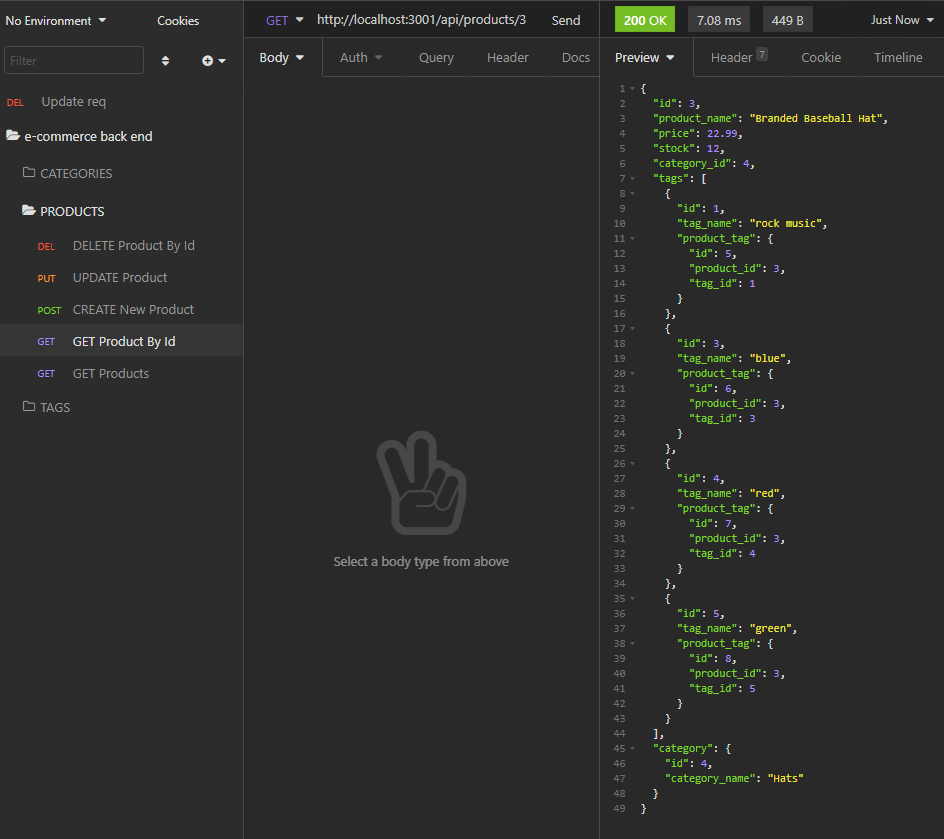 No Environment Cookies
Filter
DEL Update req
e-commerce back end
CATEGORIES
PRODUCTS
DEL DELETE Product By Id
PUT UPDATE Product
POST CREATE New Product
GET GET Product By Id
GET GET Products
TAGS
GET http://localhost:3001/api/products/3 Send
Body Auth Query Header Docs
Select a body type from above
200 OK 7.08 ms 449 B Just Now
Preview Header 7 Cookie Timeline
1 {
2 "id": 3,
3 "product_name": "Branded Baseball Hat",
4 "price": 22.99,
5 "stock": 12,
6 "category_id": 4,
7 "tags": [
8 {
9 "id": 1,
10 "tag_name": "rock music",
11 "product_tag": {
12 "id": 5,
13 "product_id": 3,
14 "tag_id": 1
15 }
16 },
17 {
18 "id": 3,
19 "tag_name": "blue",
20 "product_tag": {
21 "id": 6,
22 "product_id": 3,
23 "tag_id": 3
24 }
25 },
26 {
27 "id": 4,
28 "tag_name": "red",
29 "product_tag": {
30 "id": 7,
31 "product_id": 3,
32 "tag_id": 4
33 }
34 },
35 {
36 "id": 5,
37 "tag_name": "green",
38 "product_tag": {
39 "id": 8,
40 "product_id": 3,
41 "tag_id": 5
42 }
43 }
44 ],
45 "category": {
46 "id": 4,
47 "category_name": "Hats"
48 }
49 }